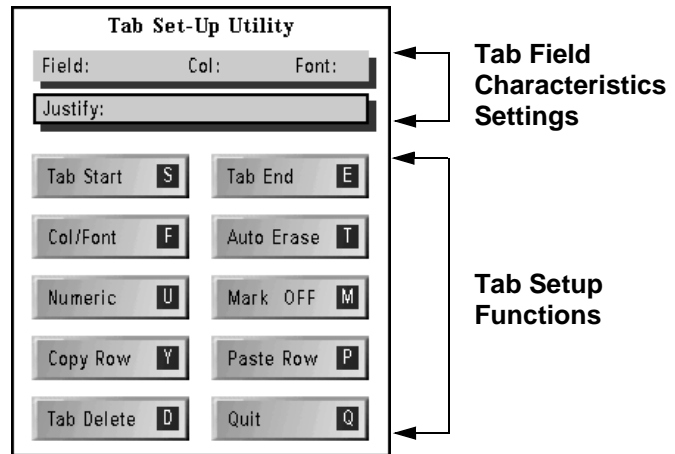 Tab Set-Up Utility
Field: Col: Font:
Justify:
Tab Field
Characteristics
Settings
Tab Start S Tab End E
Col/Font F Auto Erase T
Numeric U Mark OFF M
Copy Row Y Paste Row P
Tab Delete D Quit Q
Tab Setup
Functions